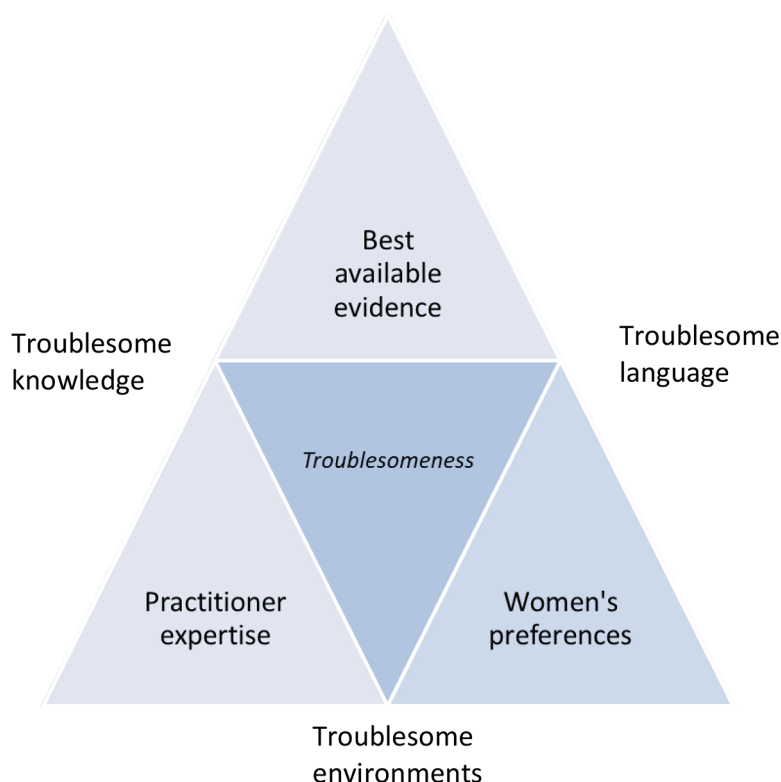 Best
available
evidence
Troublesome
knowledge
Troublesome
language
Troublesomeness
Practitioner
expertise
Women's
preferences
Troublesome
environments